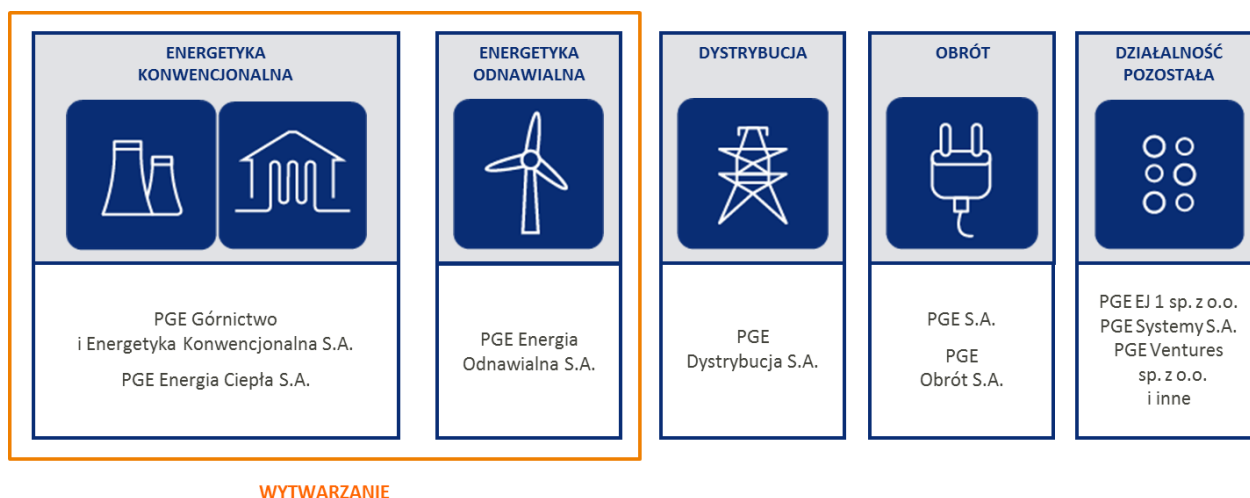 ENERGETYKA
KONWENCJONALNA
PGE Górnictwo
i Energetyka Konwencjonalna S.A.
PGE Energia Ciepła S.A.
ENERGETYKA
ODNAWIALNA
PGE Energia
Odnawialna S.A.
WYTWARZANIE
DYSTRYBUCJA
PGE
Dystrybucja S.A.
OBRÓT
PGE S.A.
PGE
Obrót S.A.
DZIAŁALNOŚĆ
POZOSTAŁA
PGE EJ 1 sp. z o.o.
PGE Systemy S.A.
PGE Ventures
sp. z o.o.
i inne